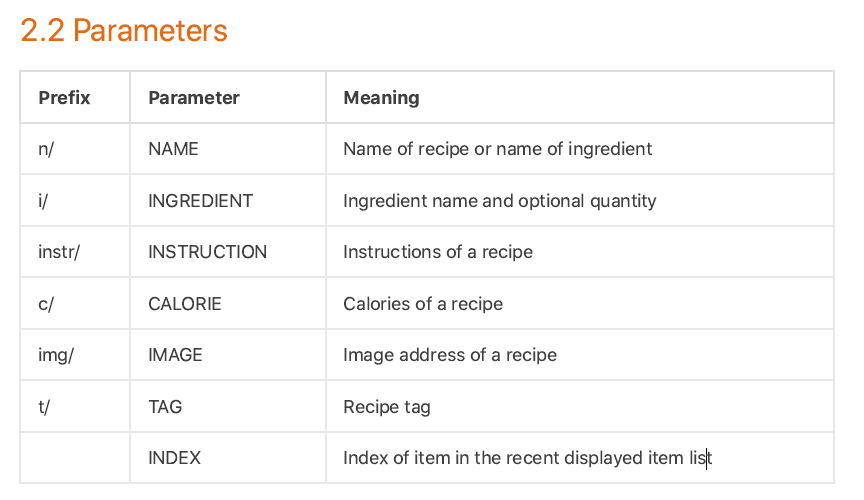 2.2 Parameters
Prefix Parameter Meaning
n/ NAME Name of recipe or name of ingredient
i/ INGREDIENT Ingredient name and optional quantity
instr/ INSTRUCTION Instructions of a recipe
c/ CALORIE Calories of a recipe
img/ IMAGE Image address of a recipe
t/ TAG Recipe tag
INDEX Index of item in the recent displayed item list